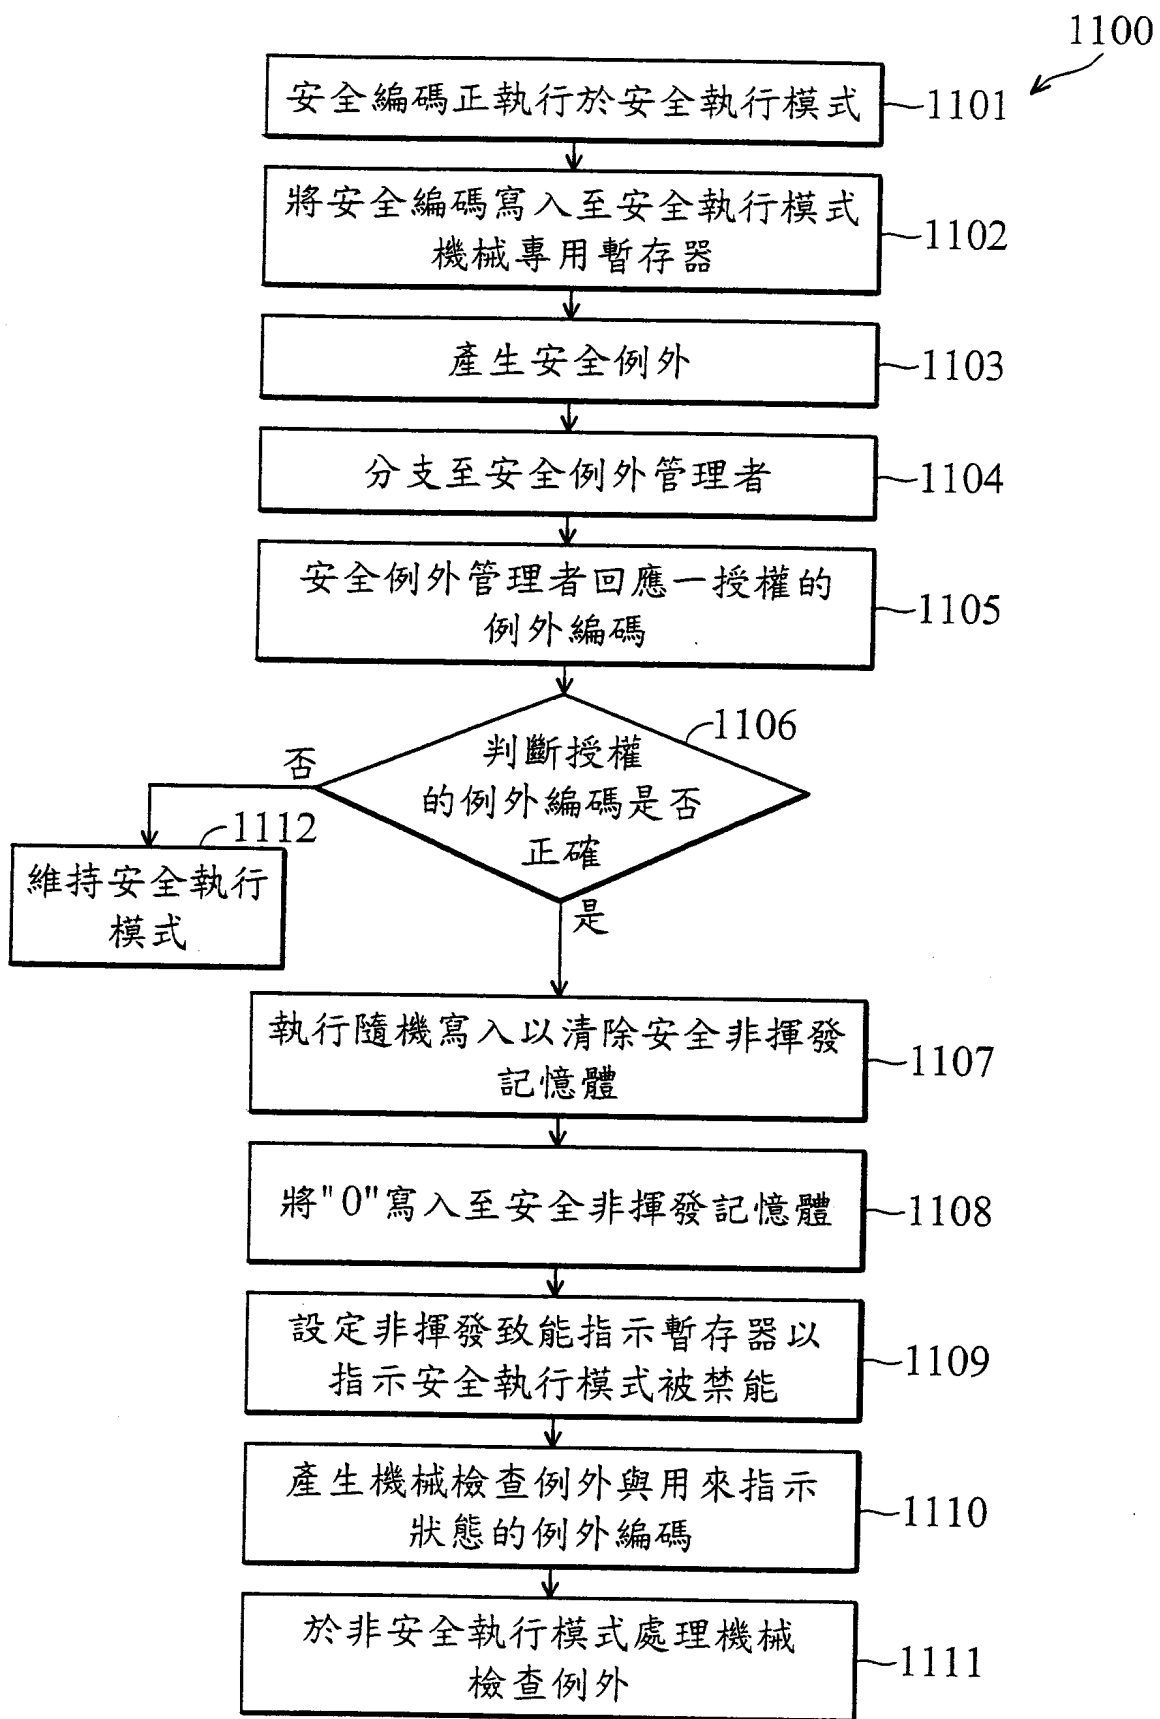 1100
安全編碼正執行於安全執行模式
1101
將安全編碼寫入至安全執行模式
機械專用暫存器
1102
產生安全例外
1103
分支至安全例外管理者
1104
安全例外管理者回應一授權的
例外編碼
1105
1106
判斷授權
的例外編碼是否
正確
否
1112
維持安全執行
模式
是
執行隨機寫入以清除安全非揮發
記憶體
1107
將"0"寫入至安全非揮發記憶體
1108
設定非揮發致能指示暫存器以
指示安全執行模式被禁能
1109
產生機械檢查例外與用來指示
狀態的例外編碼
1110
於非安全執行模式處理機械
檢查例外
1111